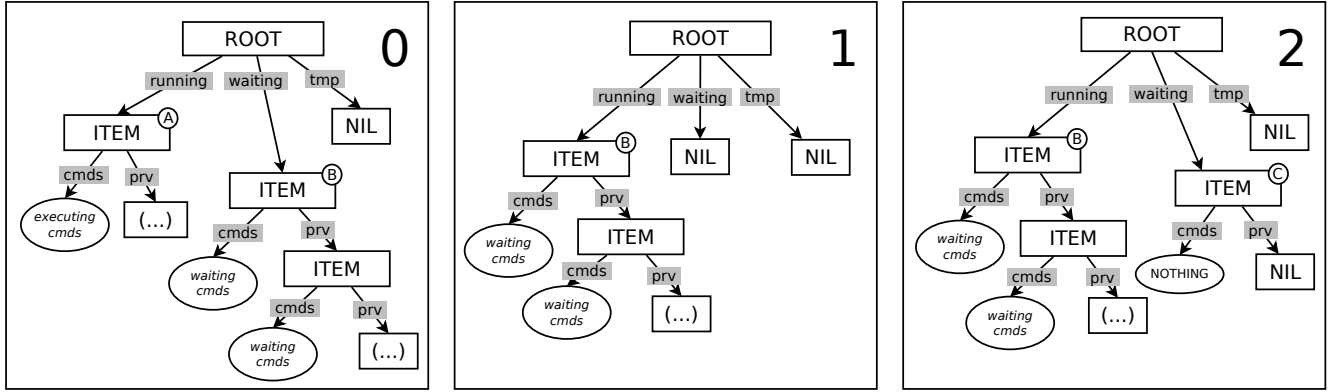 ROOT
0
running
waiting
tmp
ITEM
A
NIL
cmds
prv
ITEM
B
executing
cmds
(...)
cmds
prv
waiting
cmds
ITEM
cmds
prv
waiting
cmds
(...)
ROOT
1
running
waiting
tmp
ITEM
B
NIL
NIL
cmds
prv
waiting
cmds
ITEM
cmds
prv
waiting
cmds
(...)
ROOT
2
running
waiting
tmp
NIL
ITEM
B
ITEM
C
cmds
prv
waiting
cmds
ITEM
cmds
prv
NOTHING
NIL
cmds
prv
waiting
cmds
(...)